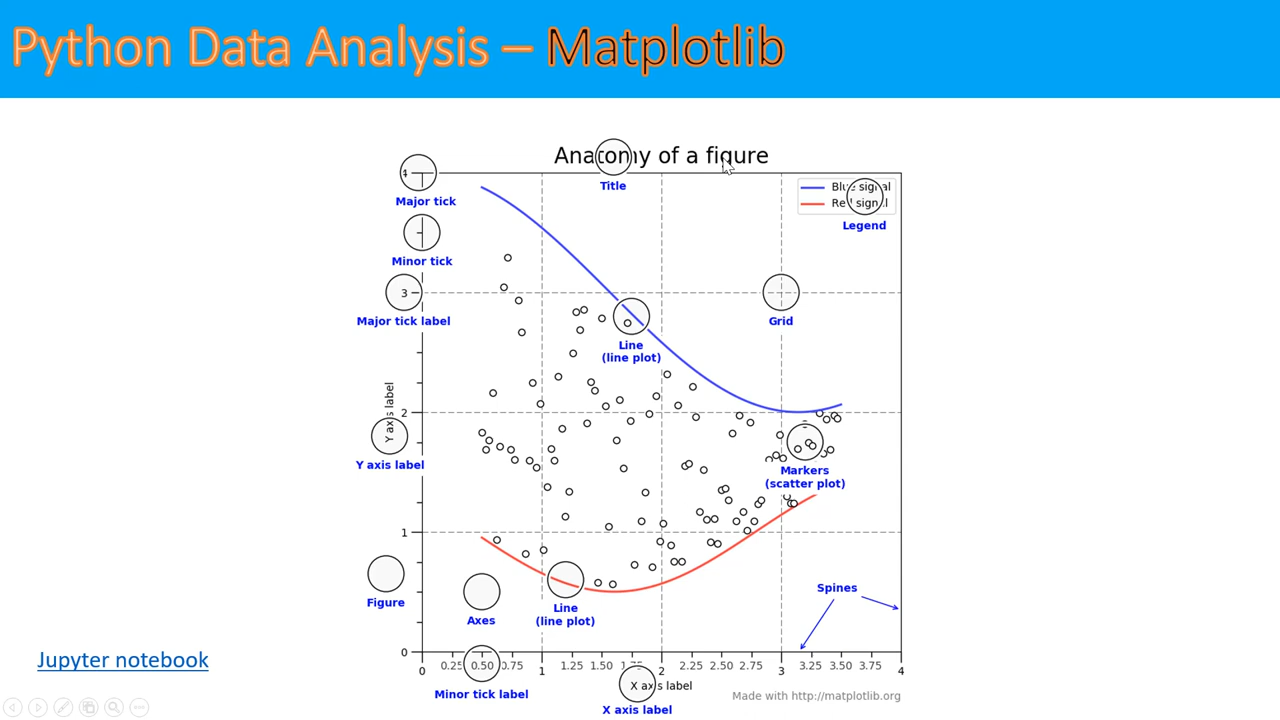 Python Data Analysis – Matplotlib
Anatomy of a figure
Title
Blue signal
Red signal
Legend
4
Major tick
Minor tick
3
Major tick label
Grid
Line
(line plot)
Y axis label
2
Y axis label
Markers
(scatter plot)
1
Figure
Axes
Line
(line plot)
Spines
0
0 0.25 0.50 0.75 1 1.25 1.50 1.75 2 2.25 2.50 2.75 3 3.25 3.50 3.75 4
Minor tick label
X axis label
X axis label
Made with http://matplotlib.org
Jupyter notebook